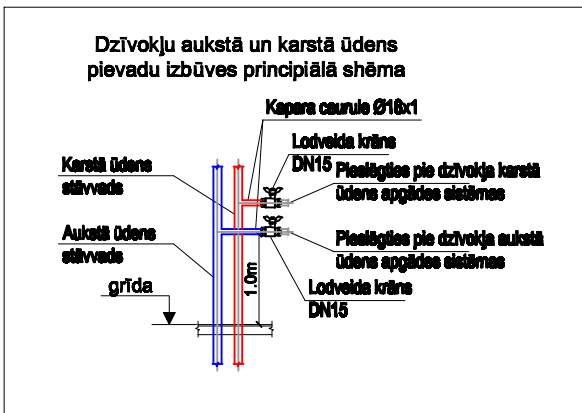 Dzīvokļu aukstā un karstā ūdens
pievadu izbūves principiālā shēma
Kapara caurule Ø18x1
Lodveida krāns
DN15
Karstā ūdens
stāvvads
Pieslēgties pie dzīvokļa karstā
ūdens apgādes sistēmas
Aukstā ūdens
stāvvads
Pieslēgties pie dzīvokļa aukstā
ūdens apgādes sistēmas
1.0m
grīda
Lodveida krāns
DN15